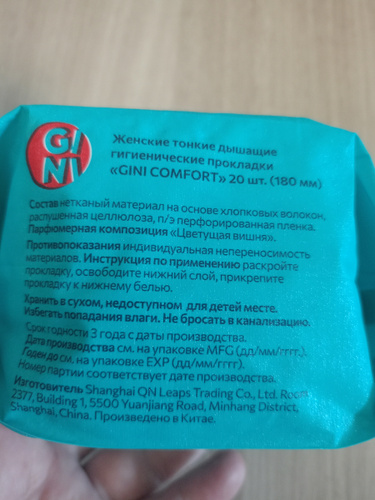 GI
NI
Женские тонкие дышащие
гигиенические прокладки
«GINI COMFORT» 20 шт. (180 мм)
Состав нетканый материал на основе хлопковых волокон,
распушенная целлюлоза, п/э перфорированная пленка.
Парфюмерная композиция «Цветущая вишня».
Противопоказания индивидуальная непереносимость
материалов. Инструкция по применению раскройте
прокладку, освободите нижний слой, прикрепите
прокладку к нижнему белью.
Хранить в сухом, недоступном для детей месте.
Избегать попадания влаги. Не бросать в канализацию.
Срок годности 3 года с даты производства.
Дата производства см. на упаковке MFG (дд/мм/гггг.).
Годен до см. на упаковке EXP (дд/мм/гггг.
Номер партии соответствует дате производства.
Изготовитель Shanghai QN Leaps Trading Co., Ltd. Room
2377, Building 1, 5500 Yuanjiang Road, Minhang District,
Shanghai, China. Произведено в Китае.